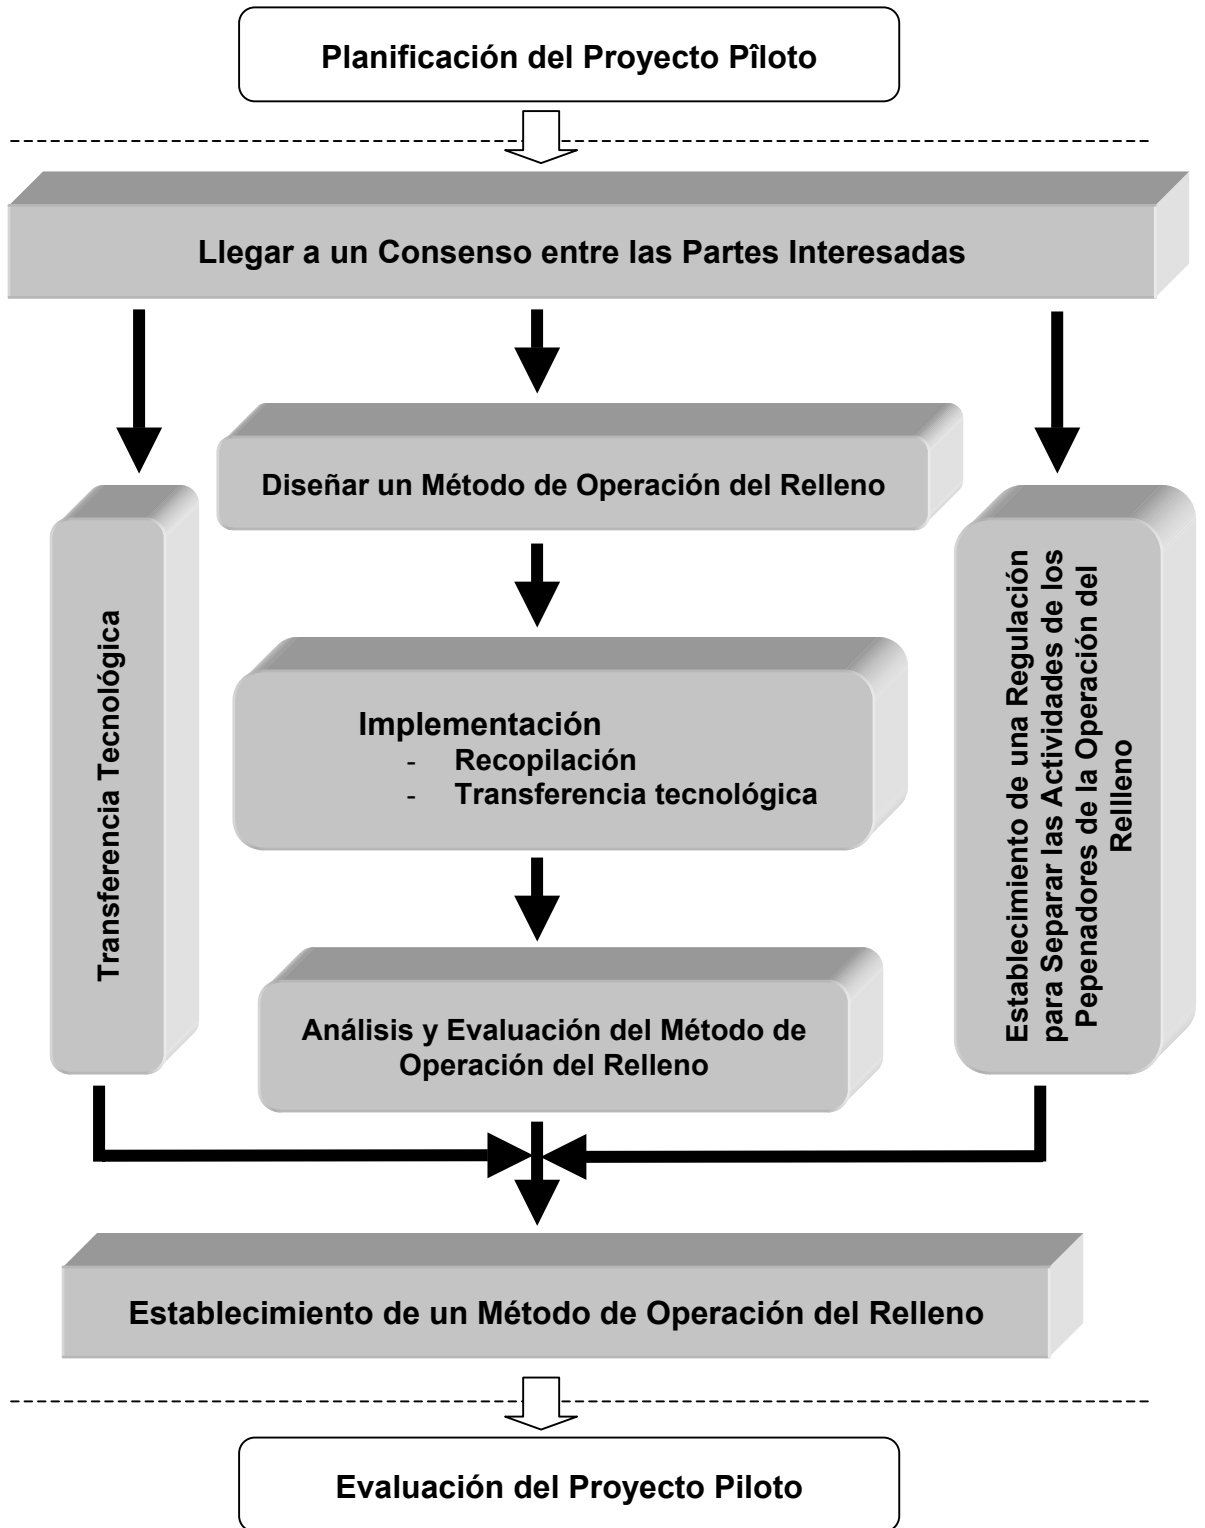 Planificación del Proyecto Pîloto
Llegar a un Consenso entre las Partes Interesadas
Diseñar un Método de Operación del Relleno
Transferencia Tecnológica
Implementación
- Recopilación
- Transferencia tecnológica
Establecimiento de una Regulación
para Separar las Actividades de los
Pepenadores de la Operación del
Rellleno
Análisis y Evaluación del Método de
Operación del Relleno
Establecimiento de un Método de Operación del Relleno
Evaluación del Proyecto Piloto